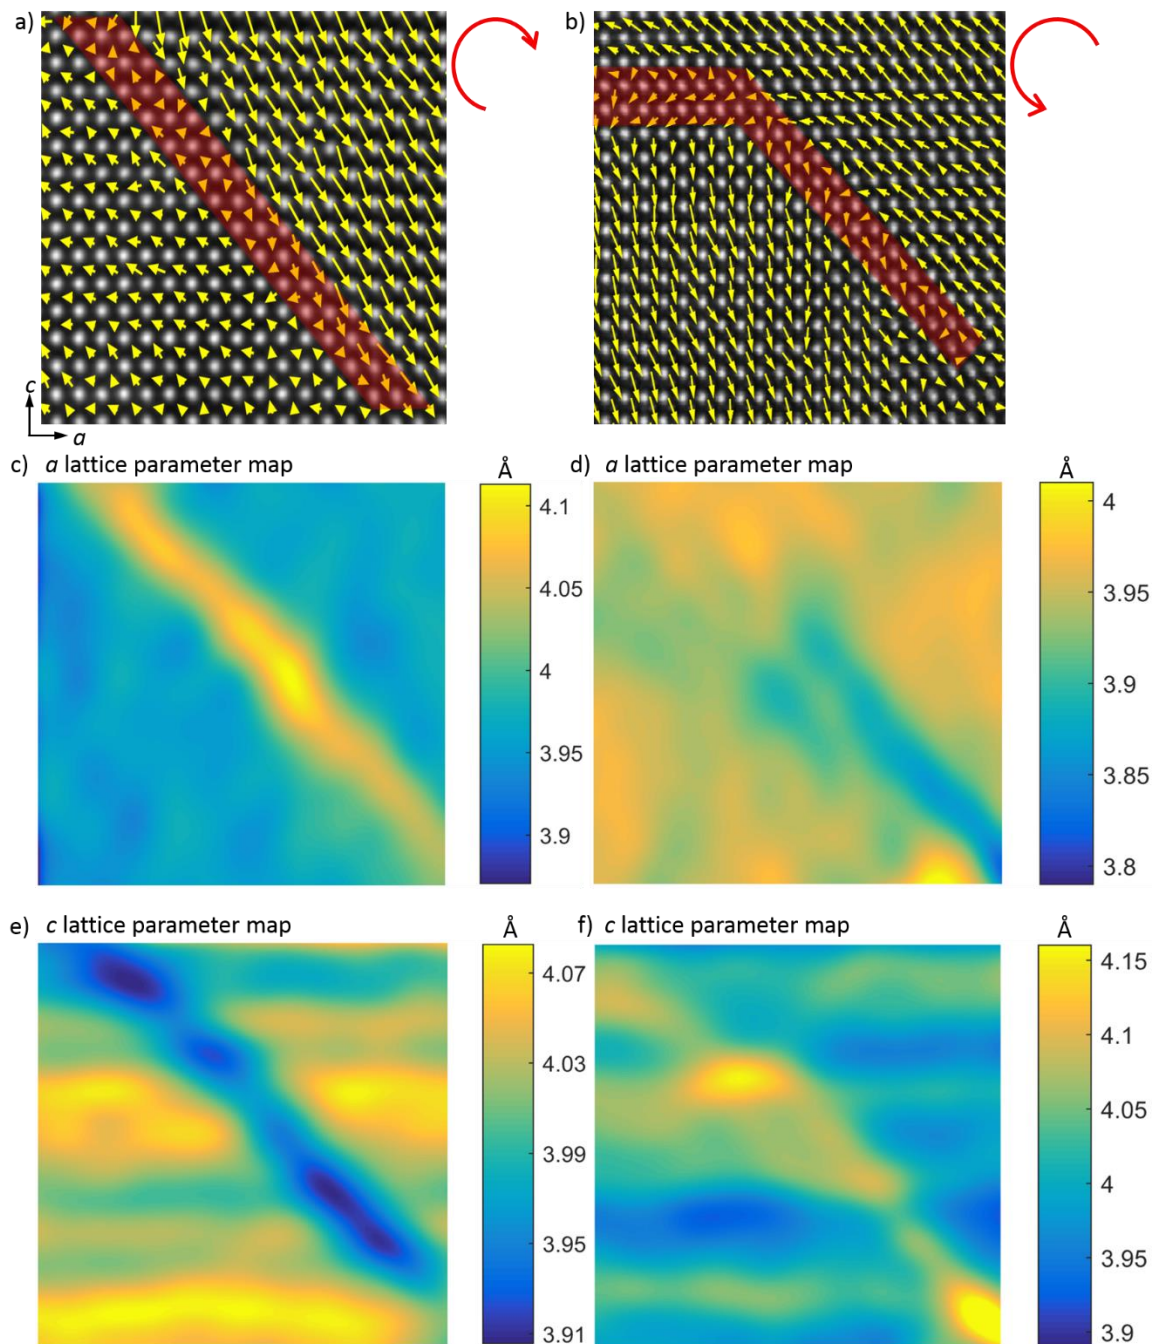 a)
b)
c
a
c) a lattice parameter map
Å
4.1
4.05
4
3.95
3.9
d) a lattice parameter map
Å
4
3.95
3.9
3.85
3.8
e) c lattice parameter map
Å
4.07
4.03
3.99
3.95
3.91
f) c lattice parameter map
Å
4.15
4.1
4.05
4
3.95
3.9